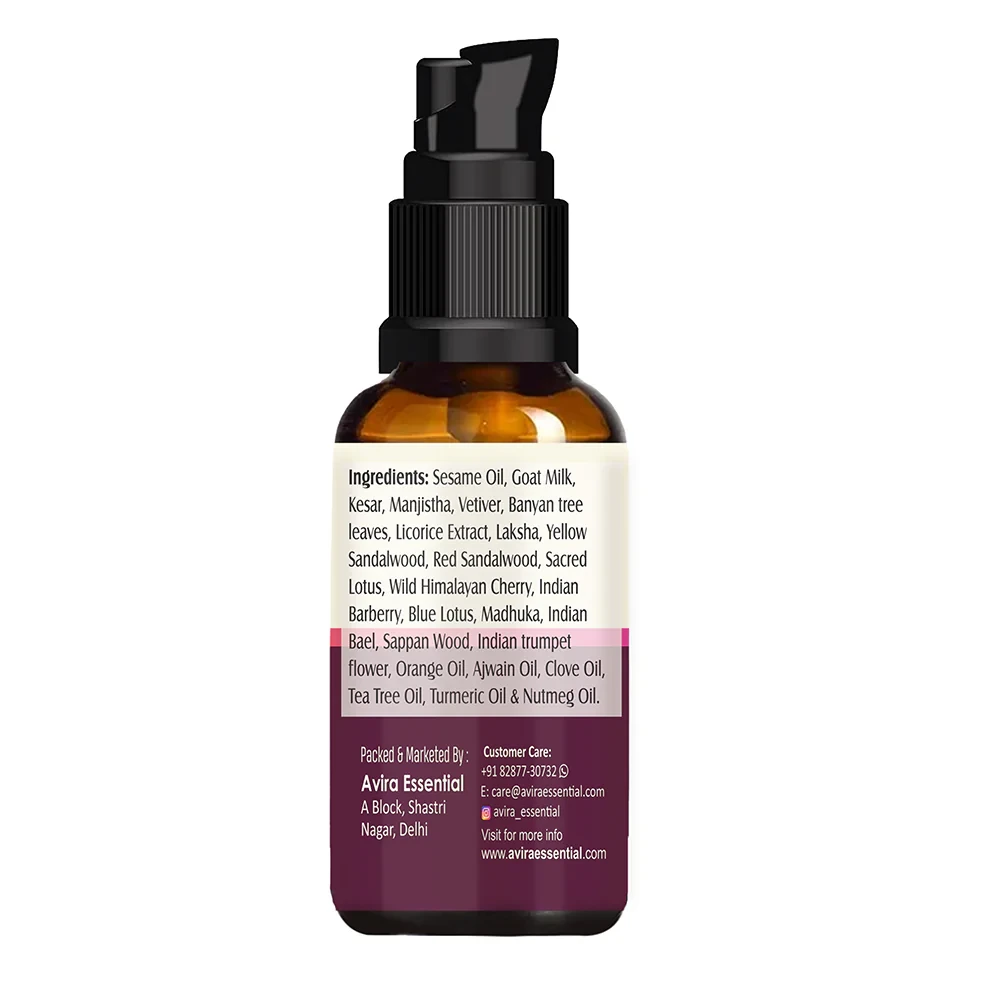 Ingredients: Sesame Oil, Goat Milk,
Kesar, Manjistha, Vetiver, Banyan tree
leaves, Licorice Extract, Laksha, Yellow
Sandalwood, Red Sandalwood, Sacred
Lotus, Wild Himalayan Cherry, Indian
Barberry, Blue Lotus, Madhuka, Indian
Bael, Sappan Wood, Indian trumpet
flower, Orange Oil, Ajwain Oil, Clove Oil,
Tea Tree Oil, Turmeric Oil & Nutmeg Oil.
Packed & Marketed By :
Avira Essential
A Block, Shastri
Nagar, Delhi
Customer Care:
+91 82877-30732
E: care@aviraessential.com
avira_essential
Visit for more info
www.aviraessential.com